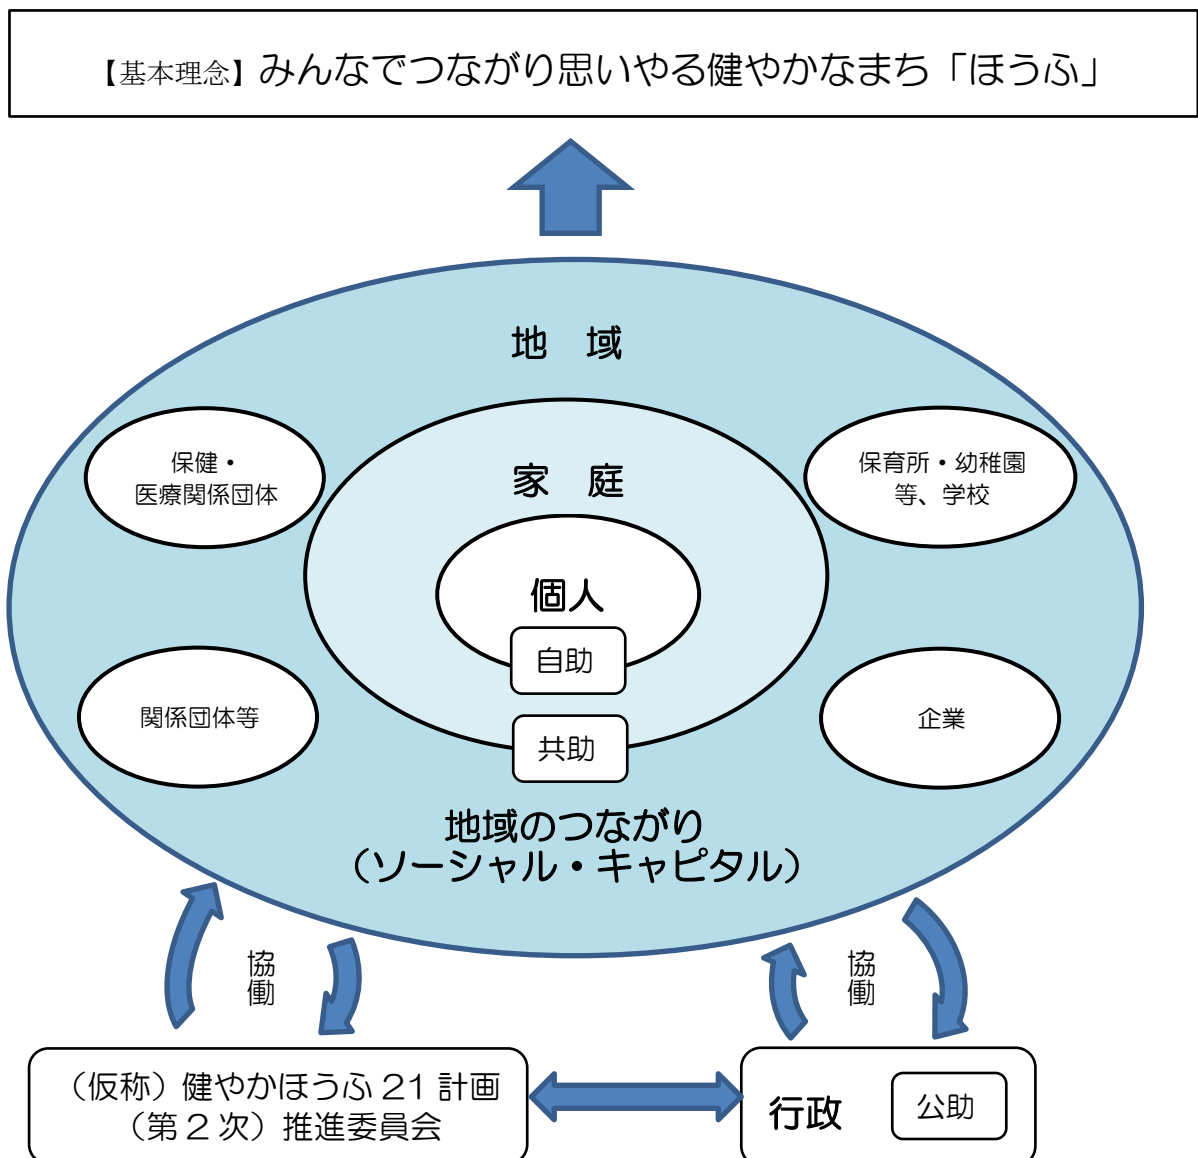 【基本理念】みんなでつながり思いやる健やかなまち「ほうふ」
地　域
保健・
医療関係団体
保育所・幼稚園
等、学校
家　庭
個人
自助
関係団体等
企業
共助
地域のつながり
（ソーシャル・キャピタル）
協働
協働
（仮称）健やかほうふ 21 計画
（第２次）推進委員会
行政
公助